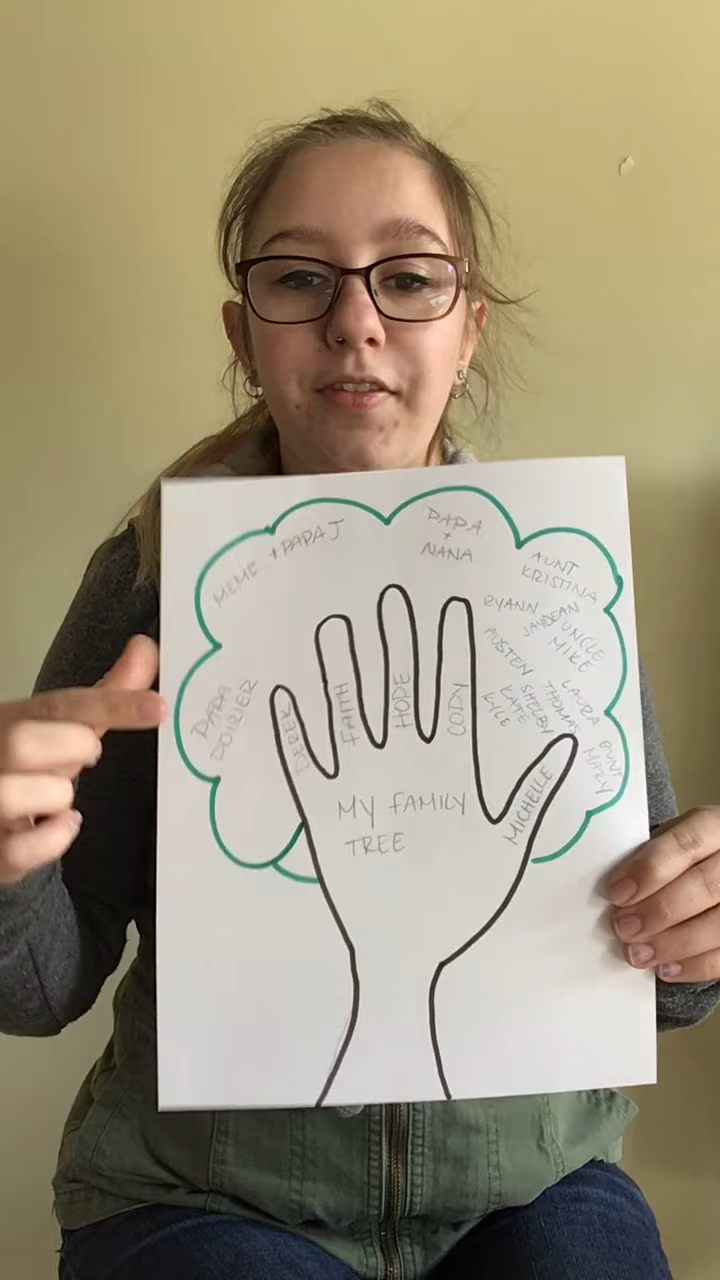 MEME + PAPA J
PAPA
+
NANA
AUNT
KRISTINA
RYANN
JAYDEAN
UNCLE
MIKE
AUSTEN
SHELBY
KATE
KYLE
THOMAS
LAURA
AUNT
MARY
PAPA
POIRIER
DEREK
FAITH
HOPE
CODY
MICHELLE
MY FAMILY
TREE